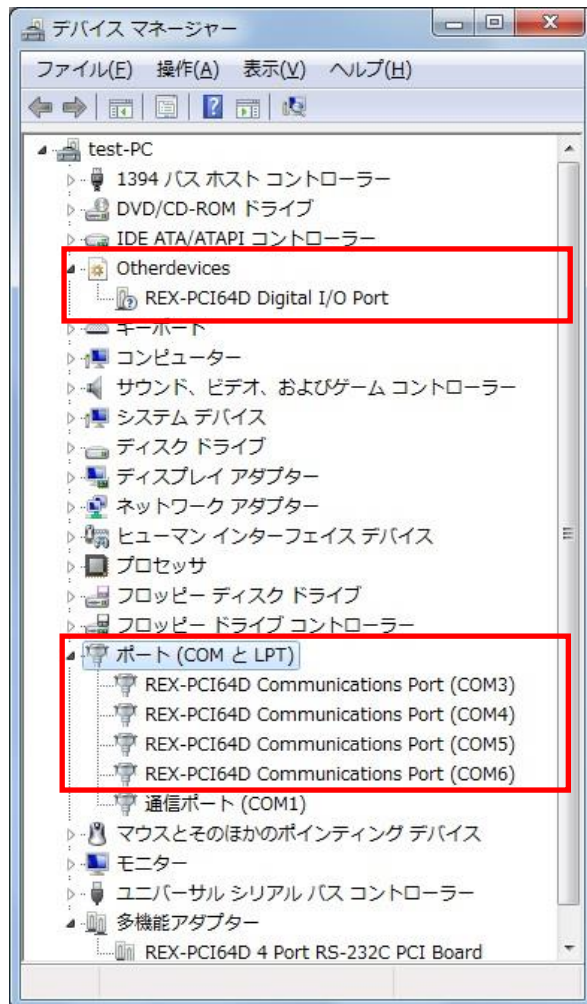 デバイス マネージャー
ファイル(F) 操作(A) 表示(V) ヘルプ(H)
test-PC
1394 バス ホスト コントローラー
DVD/CD-ROM ドライブ
IDE ATA/ATAPI コントローラー
Otherdevices
REX-PCI64D Digital I/O Port
キーボード
コンピューター
サウンド、ビデオ、およびゲーム コントローラー
システム デバイス
ディスク ドライブ
ディスプレイ アダプター
ネットワーク アダプター
ヒューマン インターフェイス デバイス
プロセッサ
フロッピー ディスク ドライブ
フロッピー ドライブ コントローラー
ポート (COM と LPT)
REX-PCI64D Communications Port (COM3)
REX-PCI64D Communications Port (COM4)
REX-PCI64D Communications Port (COM5)
REX-PCI64D Communications Port (COM6)
通信ポート (COM1)
マウスとそのほかのポインティング デバイス
モニター
ユニバーサル シリアル バス コントローラー
多機能アダプター
REX-PCI64D 4 Port RS-232C PCI Board